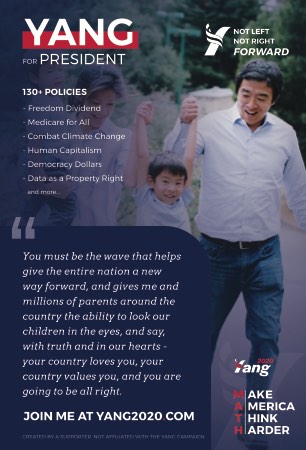 YANG
FOR PRESIDENT
NOT LEFT
NOT RIGHT
FORWARD
130+ POLICIES
- Freedom Dividend
- Medicare for All
- Combat Climate Change
- Human Capitalism
- Democracy Dollars
- Data as a Property Right
and more...
“
You must be the wave that helps
give the entire nation a new
way forward, and gives me and
millions of parents around the
country the ability to look our
children in the eyes, and say,
with truth and in our hearts -
your country loves you, your
country values you, and you are
going to be all right.
JOIN ME AT YANG2020 COM
CREATED BY A SUPPORTER. NOT AFFILIATED WITH THE YANG CAMPAIGN
Yang 2020
MAKE
AMERICA
THINK
HARDER